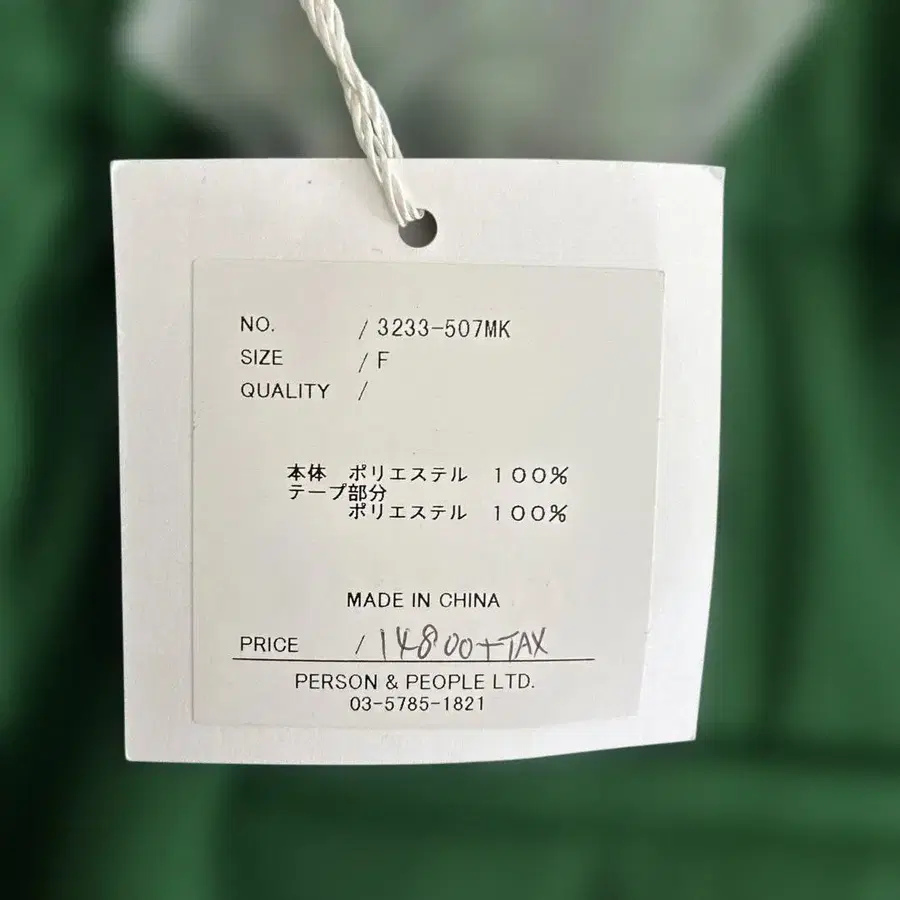 NO. / 3233-507MK
SIZE / F
QUALITY /
本体 ポリエステル 100%
テープ部分
ポリエステル 100%
MADE IN CHINA
PRICE / 14800+TAX
PERSON & PEOPLE LTD.
03-5785-1821